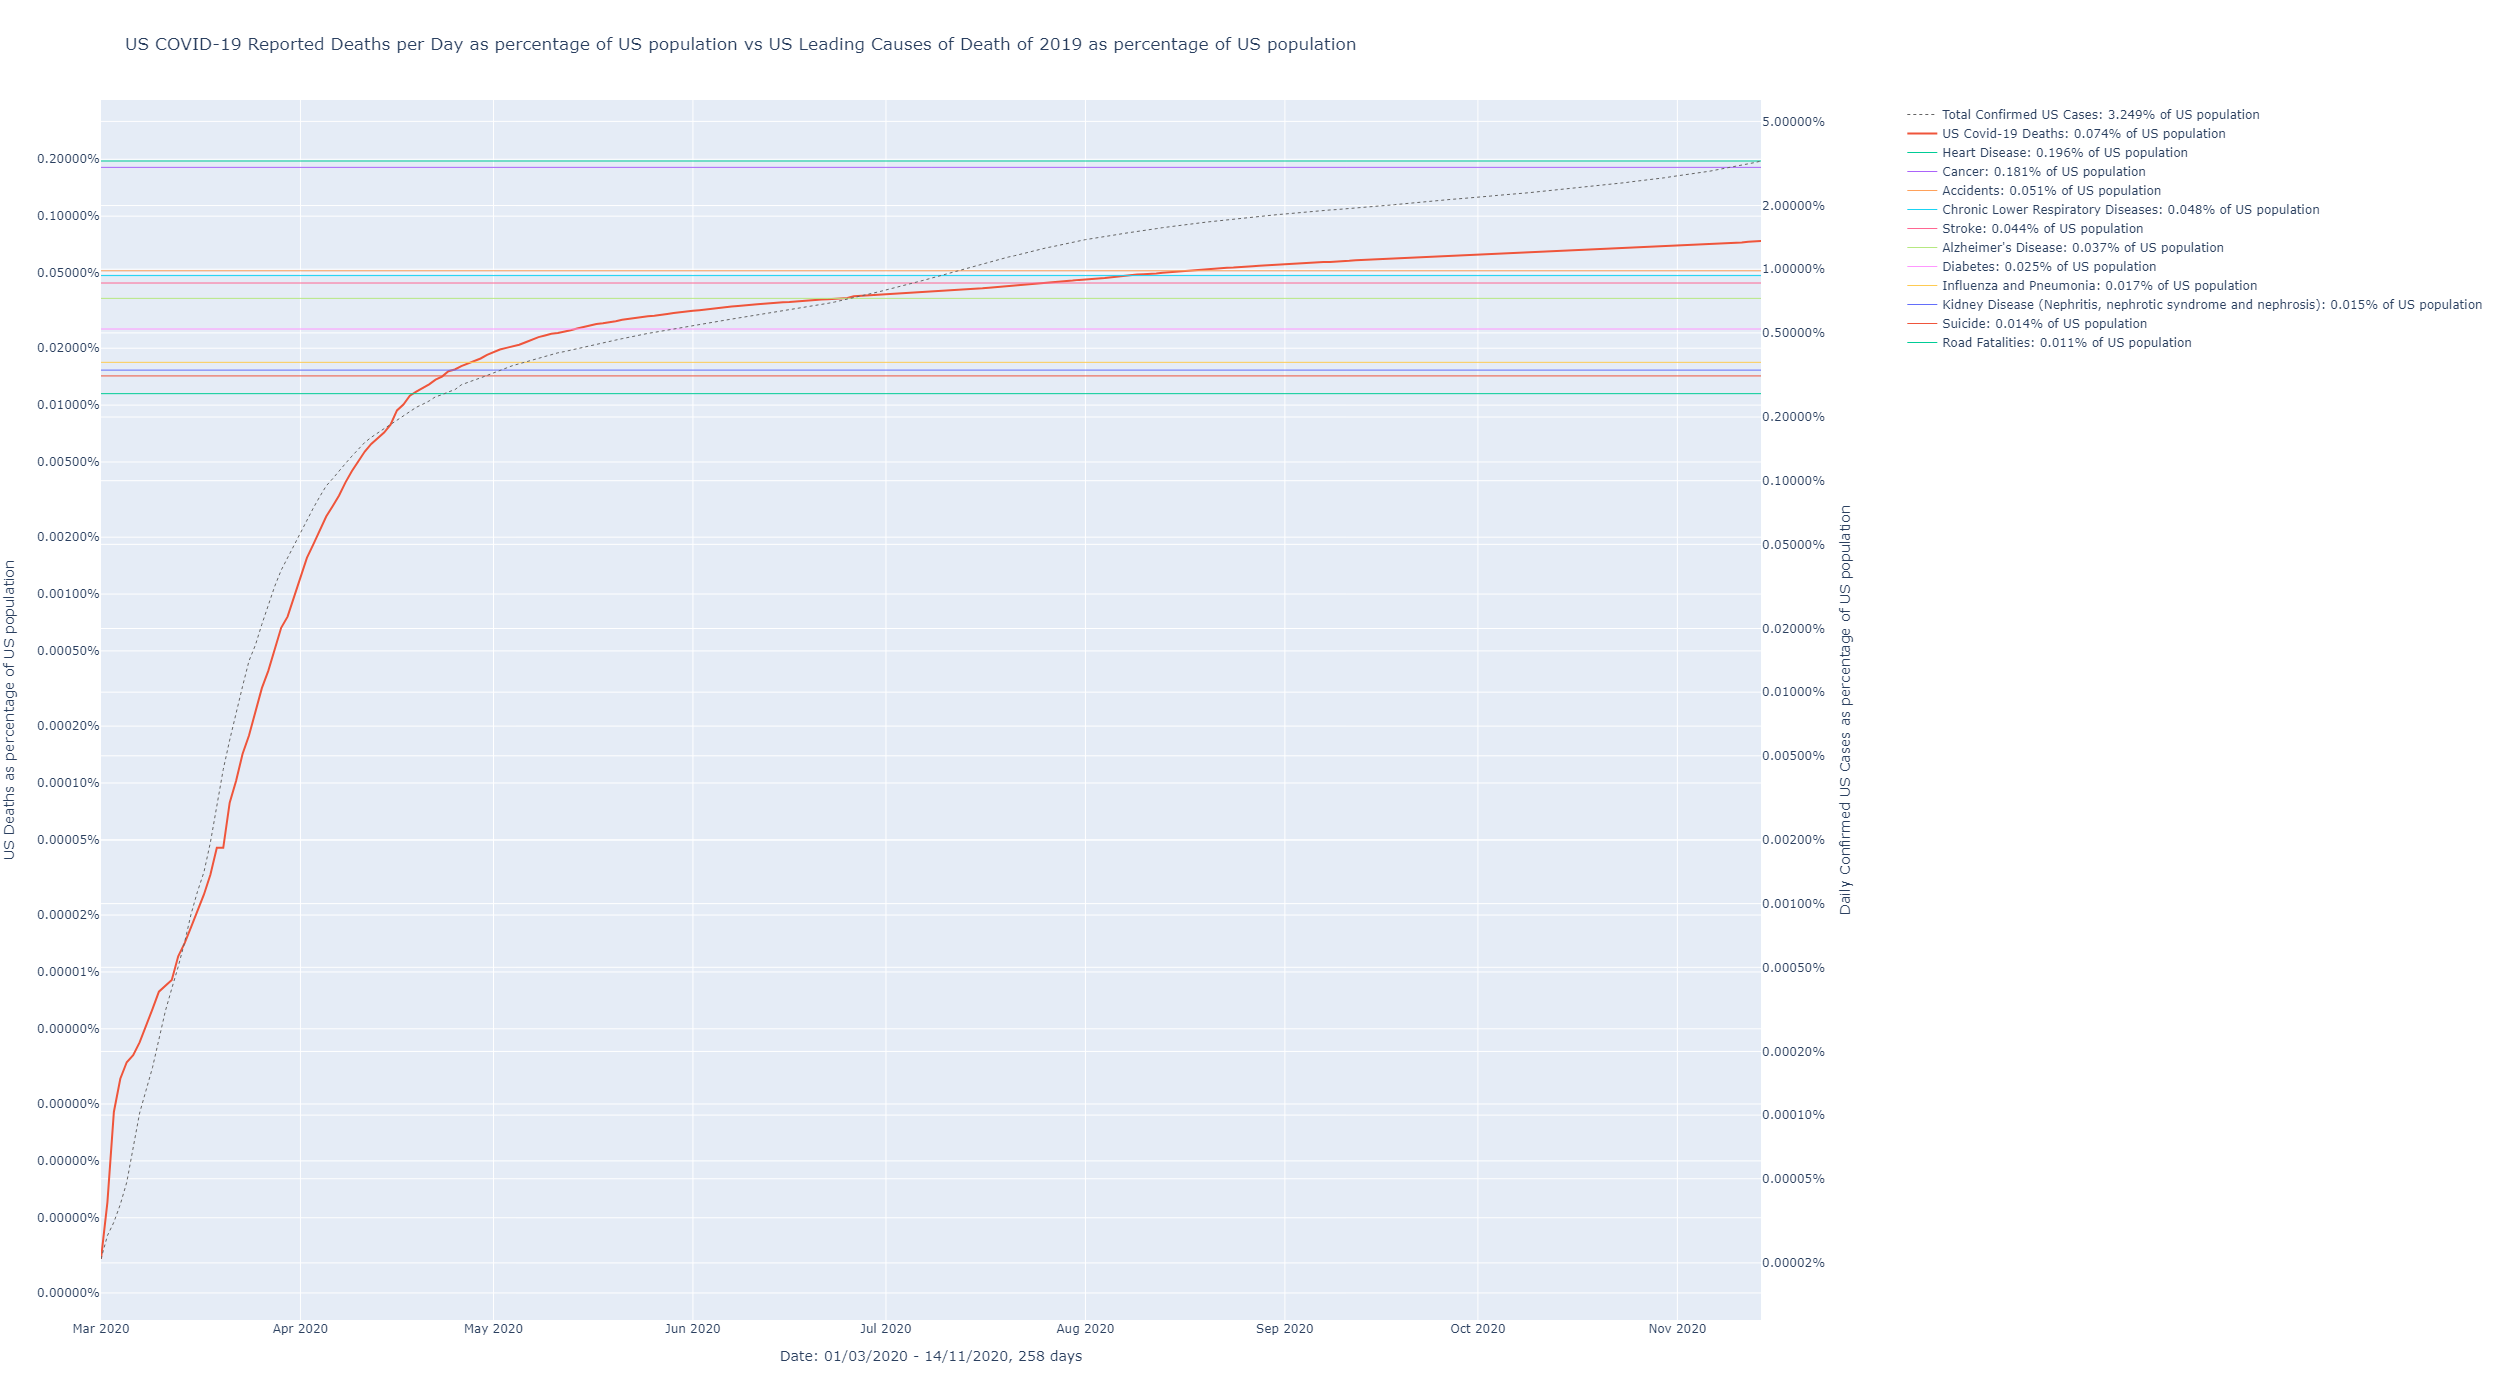 US COVID-19 Reported Deaths per Day as percentage of US population vs US Leading Causes of Death of 2019 as percentage of US population
US Deaths as percentage of US population
0.20000%
0.10000%
0.05000%
0.02000%
0.01000%
0.00500%
0.00200%
0.00100%
0.00050%
0.00020%
0.00010%
0.00005%
0.00002%
0.00001%
0.00000%
0.00000%
0.00000%
0.00000%
0.00000%
Mar 2020
Apr 2020
May 2020
Jun 2020
Jul 2020
Aug 2020
Sep 2020
Oct 2020
Nov 2020
Date: 01/03/2020 - 14/11/2020, 258 days
5.00000%
2.00000%
1.00000%
0.50000%
0.20000%
0.10000%
0.05000%
0.02000%
0.01000%
0.00500%
0.00200%
0.00100%
0.00050%
0.00020%
0.00010%
0.00005%
0.00002%
Daily Confirmed US Cases as percentage of US population
Total Confirmed US Cases: 3.249% of US population
US Covid-19 Deaths: 0.074% of US population
Heart Disease: 0.196% of US population
Cancer: 0.181% of US population
Accidents: 0.051% of US population
Chronic Lower Respiratory Diseases: 0.048% of US population
Stroke: 0.044% of US population
Alzheimer's Disease: 0.037% of US population
Diabetes: 0.025% of US population
Influenza and Pneumonia: 0.017% of US population
Kidney Disease (Nephritis, nephrotic syndrome and nephrosis): 0.015% of US population
Suicide: 0.014% of US population
Road Fatalities: 0.011% of US population